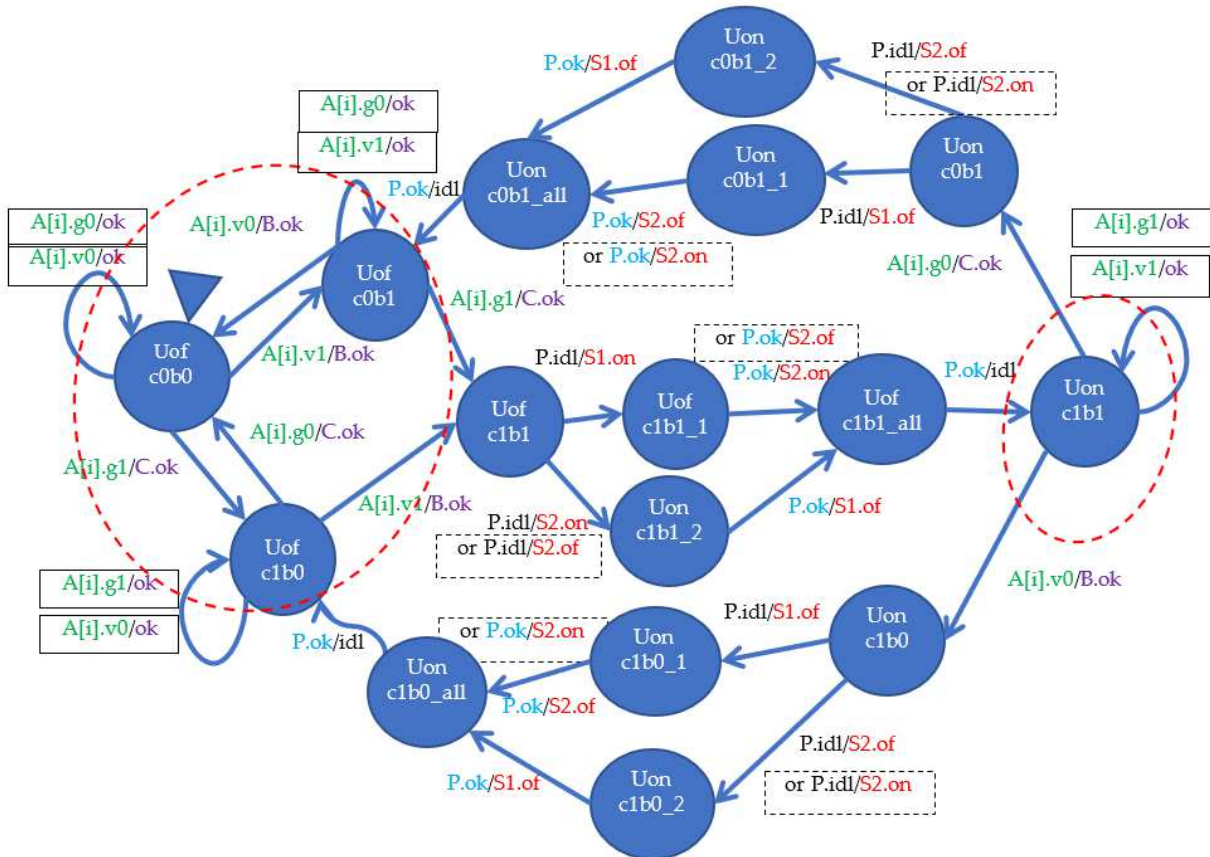 Uon
c0b1_2
P.ok/S1.of
P.idl/S2.of
or P.idl/S2.on
A[i].g0/ok
A[i].v1/ok
Uon
c0b1_all
Uon
c0b1_1
Uon
c0b1
P.ok/idl
P.ok/S2.of
or P.ok/S2.on
P.idl/S1.of
A[i].g0/ok
A[i].v0/ok
A[i].v0/B.ok
A[i].g1/ok
A[i].v1/ok
A[i].g0/C.ok
Uof
c0b1
A[i].g1/C.ok
Uof
c0b0
A[i].v1/B.ok
P.idl/S1.on
or P.ok/S2.of
P.ok/S2.on
P.ok/idl
Uof
c1b1
Uof
c1b1_1
Uof
c1b1_all
Uon
c1b1
A[i].g0/C.ok
A[i].g1/C.ok
A[i].v1/B.ok
P.idl/S2.on
or P.idl/S2.of
Uon
c1b1_2
P.ok/S1.of
Uof
c1b0
A[i].g1/ok
A[i].v0/ok
A[i].v0/B.ok
P.ok/idl
or P.ok/S2.on
P.idl/S1.of
Uon
c1b0_all
Uon
c1b0_1
Uon
c1b0
P.ok/S2.of
P.ok/S1.of
Uon
c1b0_2
P.idl/S2.of
or P.idl/S2.on